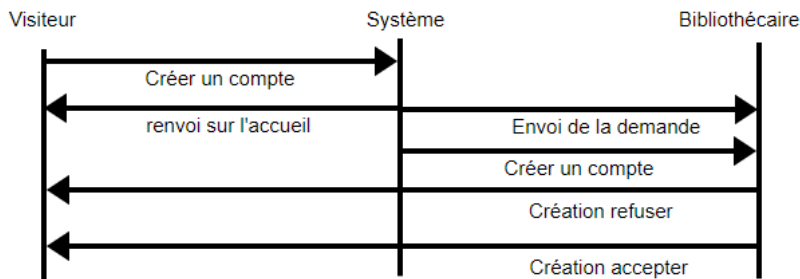 Visiteur
Système
Bibliothécaire
Créer un compte
renvoi sur l'accueil
Envoi de la demande
Créer un compte
Création refuser
Création accepter